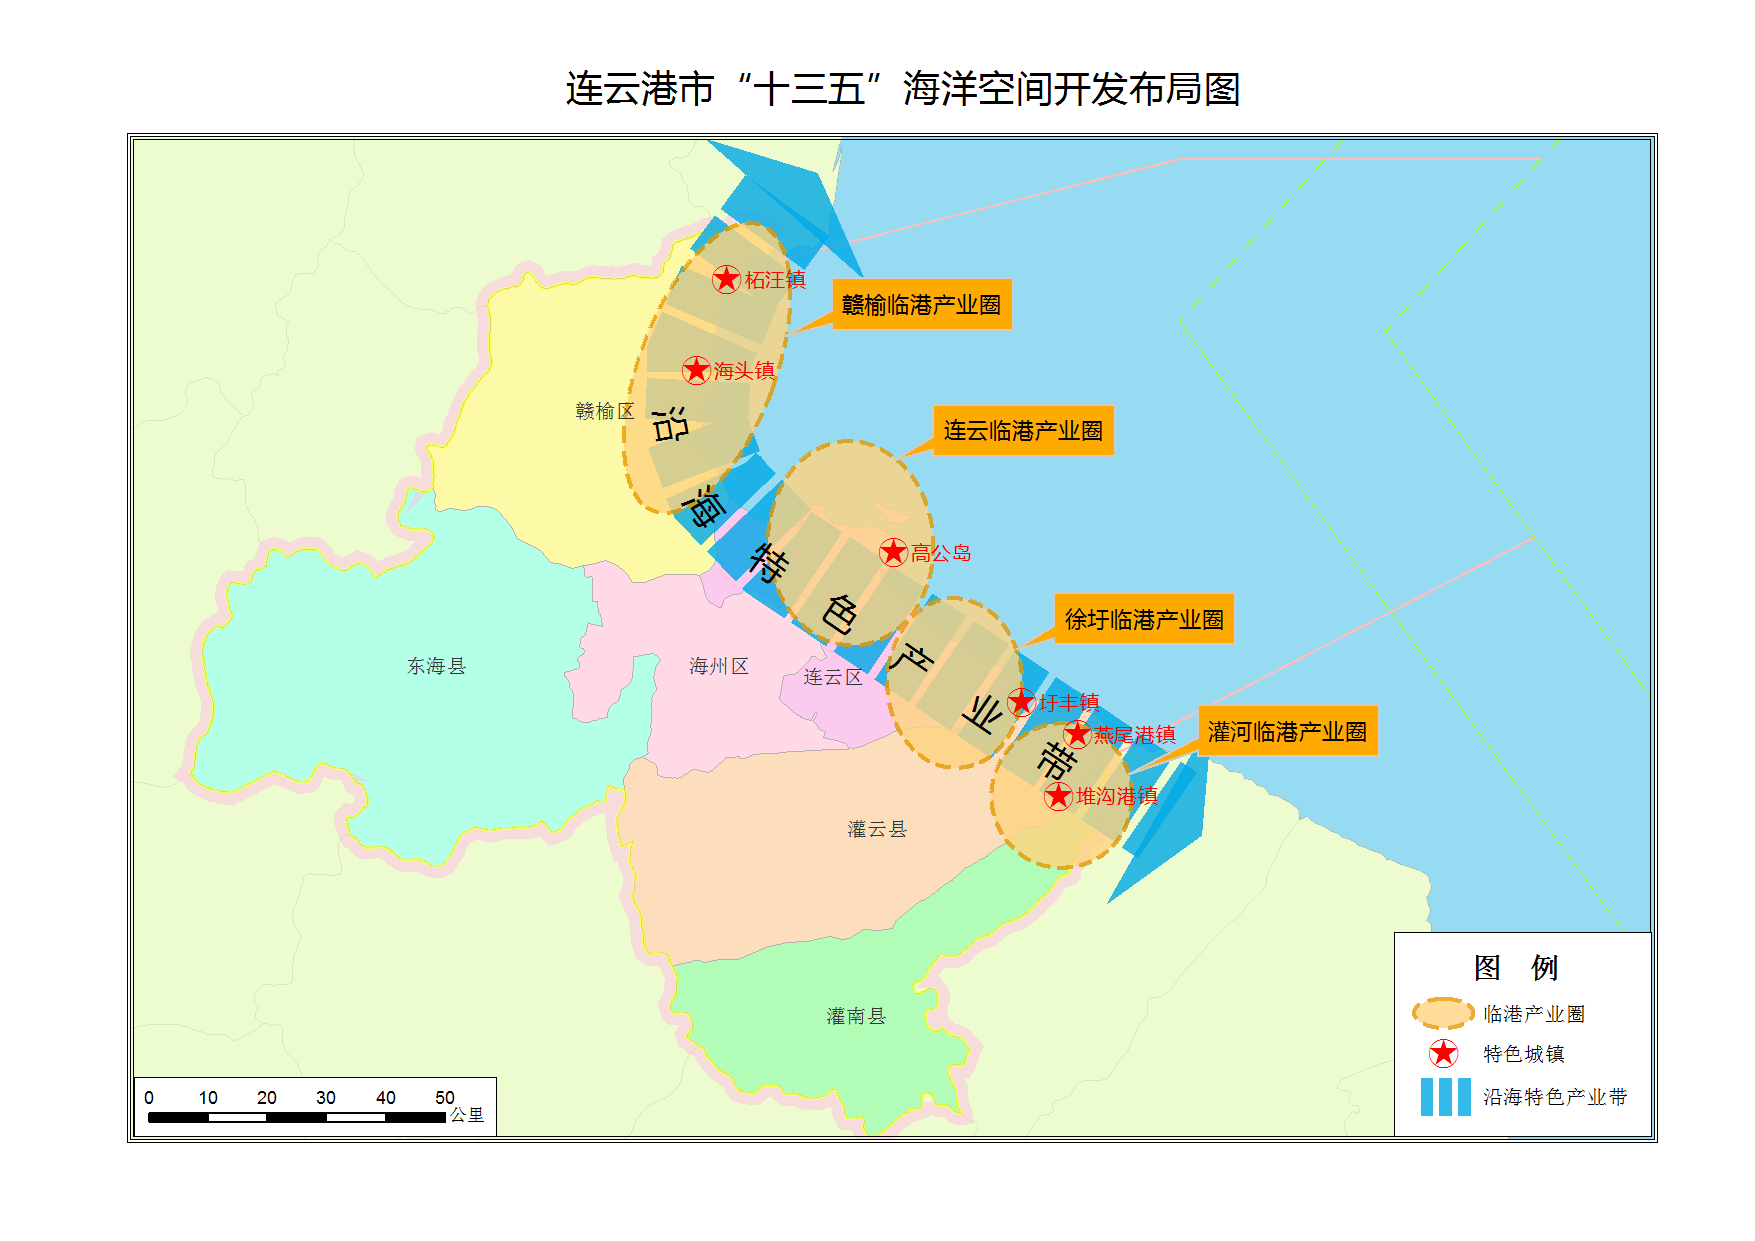 连云港市“十三五”海洋空间开发布局图
柘汪镇
赣榆临港产业圈
海头镇
赣榆区
连云临港产业圈
高公岛
沿海特色产业带
徐圩临港产业圈
东海县
海州区
连云区
圩丰镇
燕尾港镇
灌河临港产业圈
堆沟港镇
灌云县
灌南县
图 例
临港产业圈
特色城镇
沿海特色产业带
0 10 20 30 40 50
公里